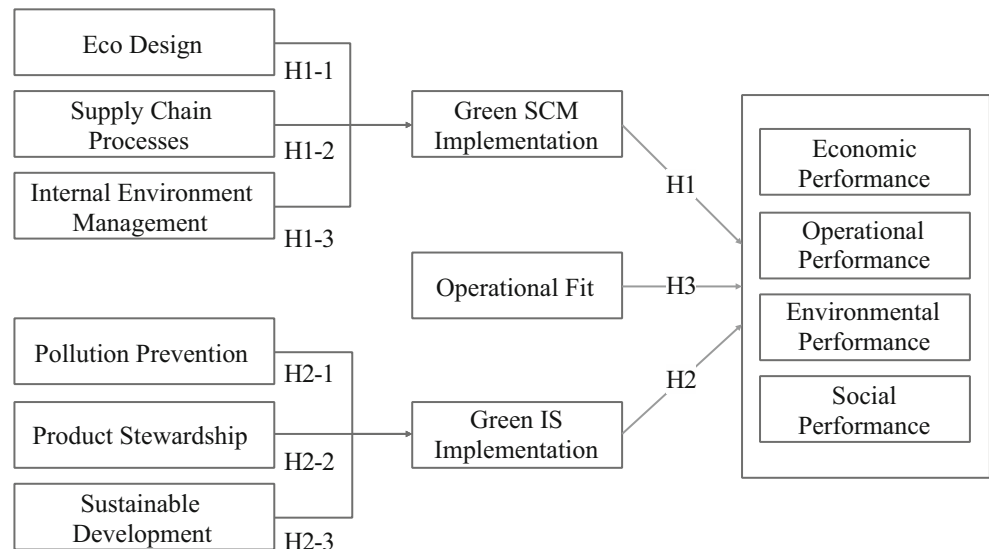 Eco Design
H1-1
Supply Chain
Processes
H1-2
Internal Environment
Management
H1-3
Green SCM
Implementation
H1
Operational Fit
H3
Pollution Prevention
H2-1
Product Stewardship
H2-2
Sustainable
Development
H2-3
Green IS
Implementation
H2
Economic
Performance
Operational
Performance
Environmental
Performance
Social
Performance